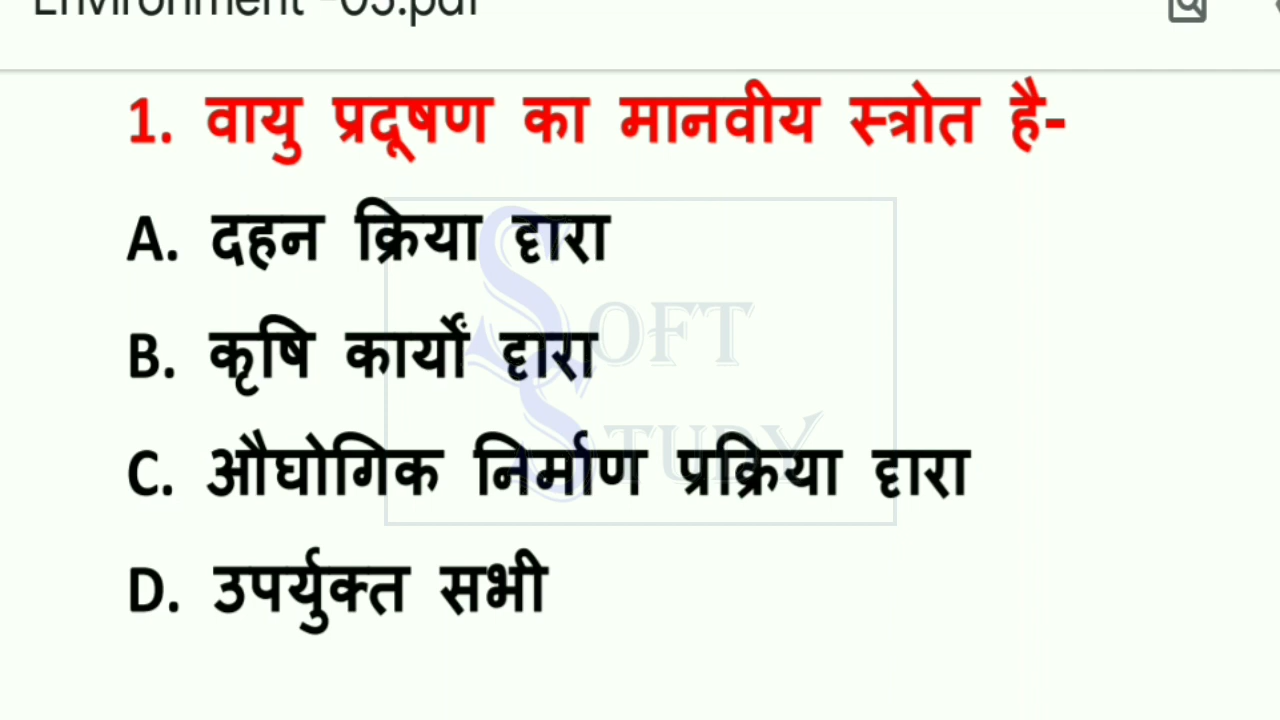 Environment -05.pdf
1. वायु प्रदूषण का मानवीय स्त्रोत है-
A. दहन क्रिया दृारा
B. कृषि कार्यों दृारा
C. औघोगिक निर्माण प्रक्रिया दृारा
D. उपर्युक्त सभी
SOFT
STUDY